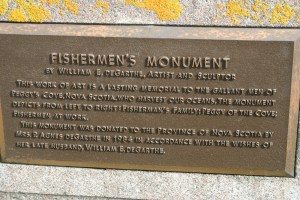 FISHERMEN'S MONUMENT
BY WILLIAM E. DEGARTHE, ARTIST AND SCULPTOR
THIS WORK OF ART IS A LASTING MEMORIAL TO THE GALLANT MEN OF
PEGGY'S COVE, NOVA SCOTIA, WHO HARVEST OUR OCEANS. THE MONUMENT
DEPICTS FROM LEFT TO RIGHT: FISHERMAN'S FAMILY; OF THE COVE;
FISHERMEN AT WORK.
THIS MONUMENT WAS DONATED TO THE PROVINCE OF NOVA SCOTIA BY
MRS. AGNES DEGARTHE IN 1984 IN ACCORDANCE WITH THE WISHES OF
HER LATE HUSBAND, WILLIAM E. DEGARTHE.